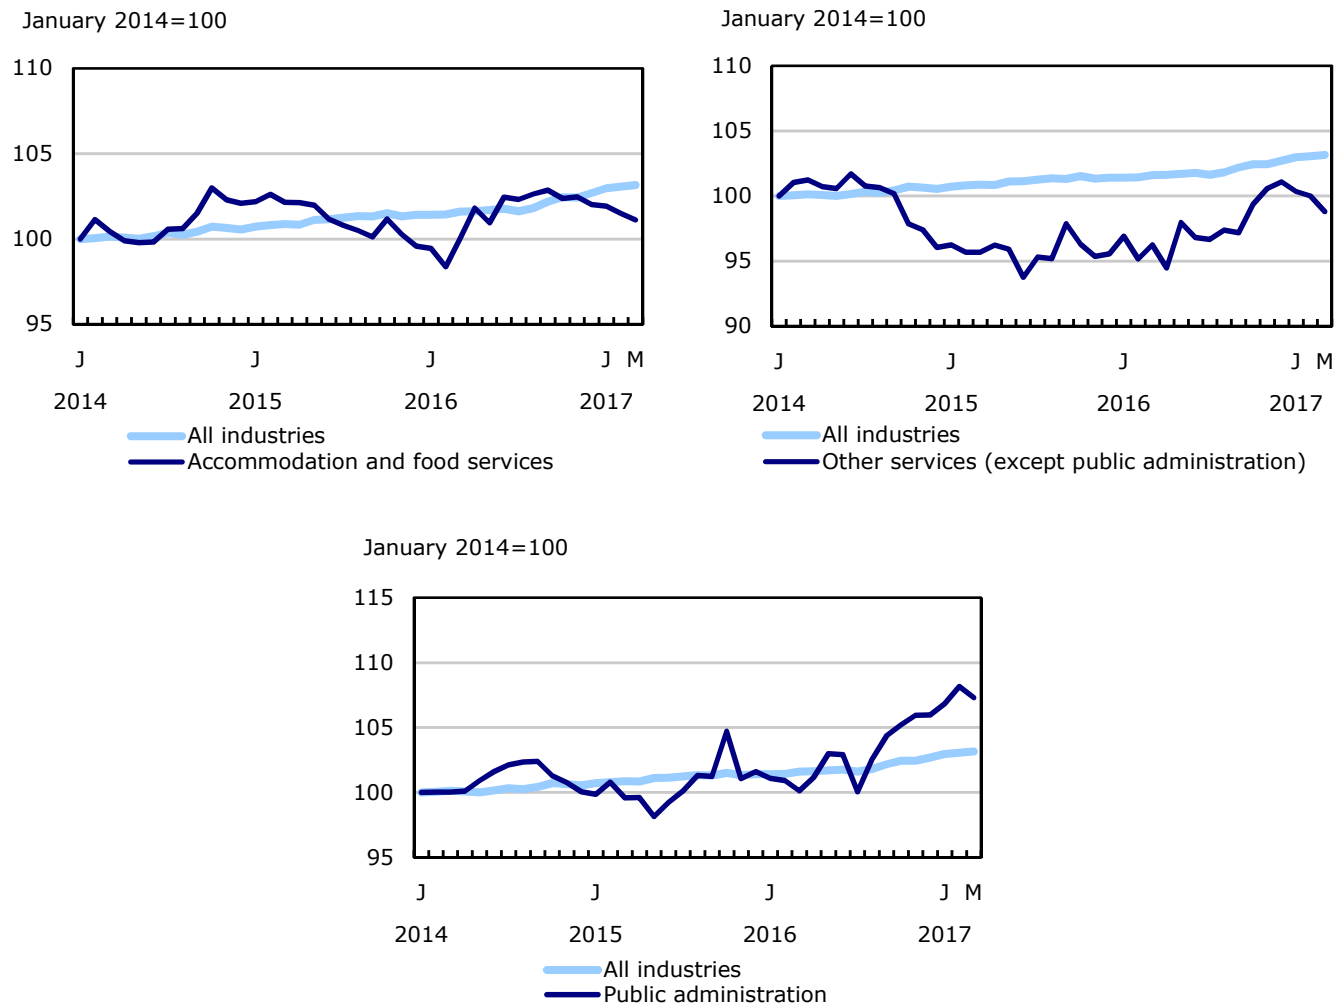 January 2014=100
110
105
100
95
J J J J M
2014 2015 2016 2017
All industries
Accommodation and food services
January 2014=100
110
105
100
95
90
J J J J M
2014 2015 2016 2017
All industries
Other services (except public administration)
January 2014=100
115
110
105
100
95
J J J J M
2014 2015 2016 2017
All industries
Public administration